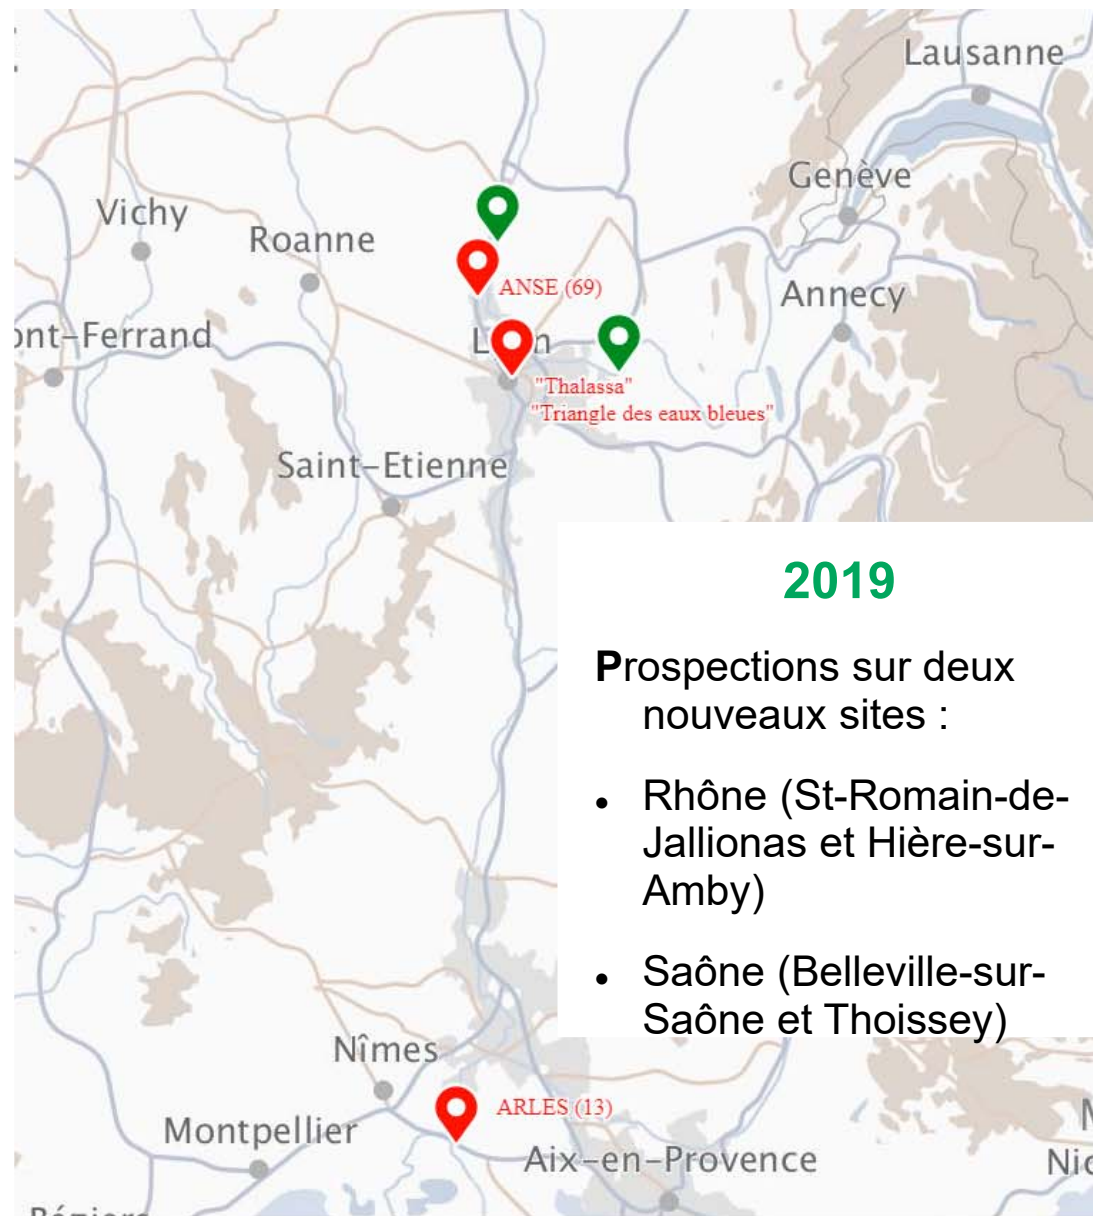 Lausanne
Genève
Vichy
Roanne
ANSE (69)
Annecy
ont-Ferrand
"Thalassa"
"Triangle des eaux bleues"
Saint-Etienne
2019
Prospections sur deux
nouveaux sites :
• Rhône (St-Romain-de-
Jallionas et Hière-sur-
Amby)
• Saône (Belleville-sur-
Saône et Thoissey)
Nîmes
ARLES (13)
Montpellier
Aix-en-Provence